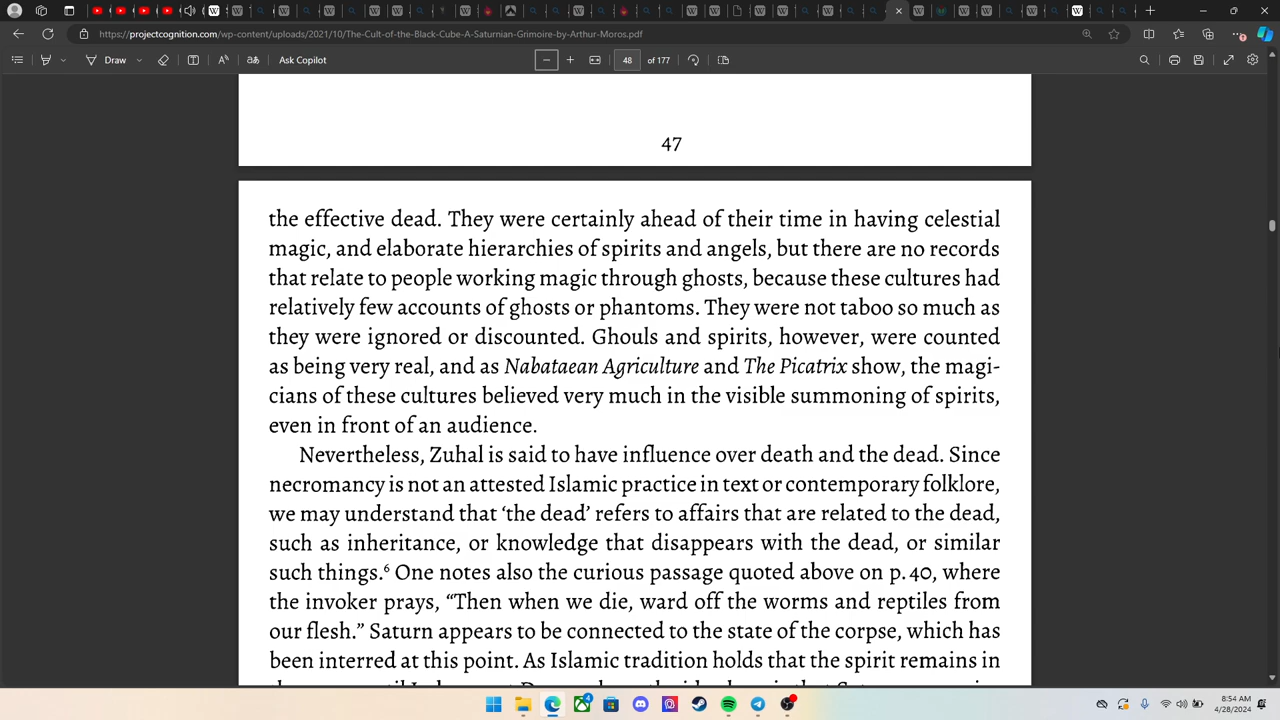 https://projectcognition.com/wp-content/uploads/2021/10/The-Cult-of-the-Black-Cube-A-Saturnian-Grimoire-by-Arthur-Moros.pdf
Draw
Ask Copilot
48 of 177
47
the effective dead. They were certainly ahead of their time in having celestial
magic, and elaborate hierarchies of spirits and angels, but there are no records
that relate to people working magic through ghosts, because these cultures had
relatively few accounts of ghosts or phantoms. They were not taboo so much as
they were ignored or discounted. Ghouls and spirits, however, were counted
as being very real, and as Nabataean Agriculture and The Picatrix show, the magi-
cians of these cultures believed very much in the visible summoning of spirits,
even in front of an audience.
Nevertheless, Zuhal is said to have influence over death and the dead. Since
necromancy is not an attested Islamic practice in text or contemporary folklore,
we may understand that ‘the dead’ refers to affairs that are related to the dead,
such as inheritance, or knowledge that disappears with the dead, or similar
such things.⁶ One notes also the curious passage quoted above on p. 40, where
the invoker prays, “Then when we die, ward off the worms and reptiles from
our flesh.” Saturn appears to be connected to the state of the corpse, which has
been interred at this point. As Islamic tradition holds that the spirit remains in
8:54 AM
4/28/2024